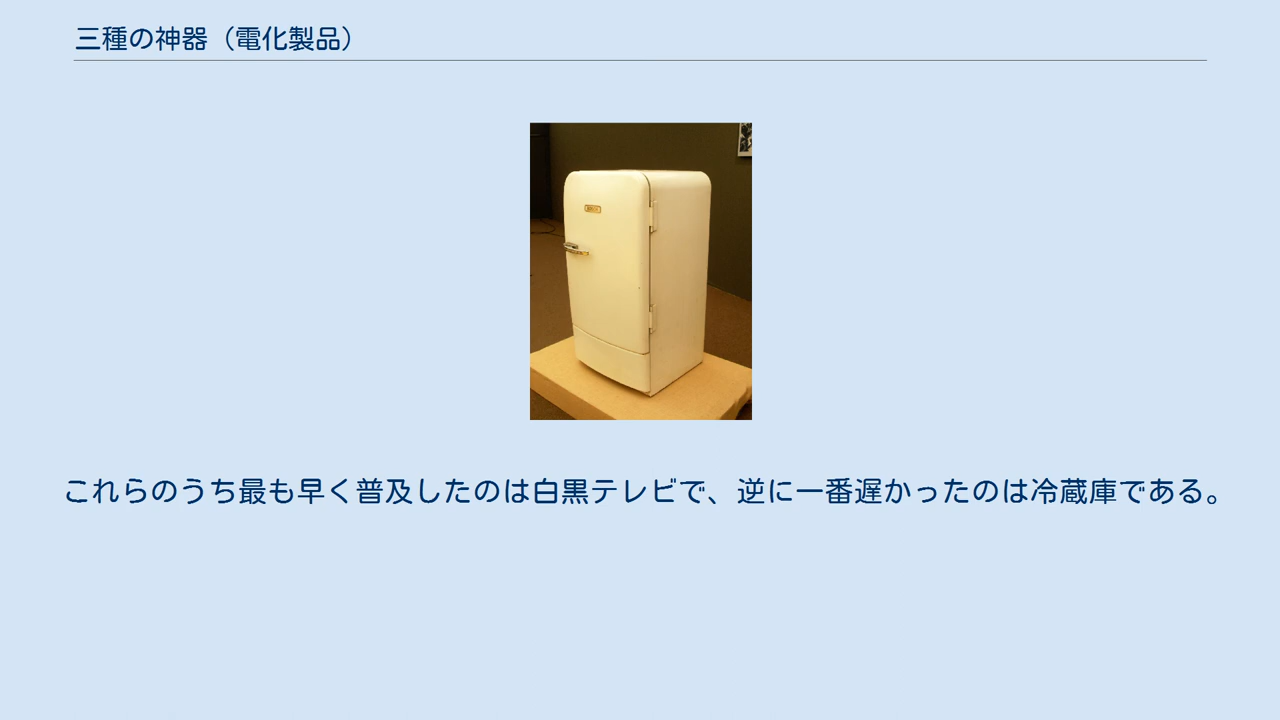 三種の神器（電化製品）
これらのうち最も早く普及したのは白黒テレビで、逆に一番遅かったのは冷蔵庫である。